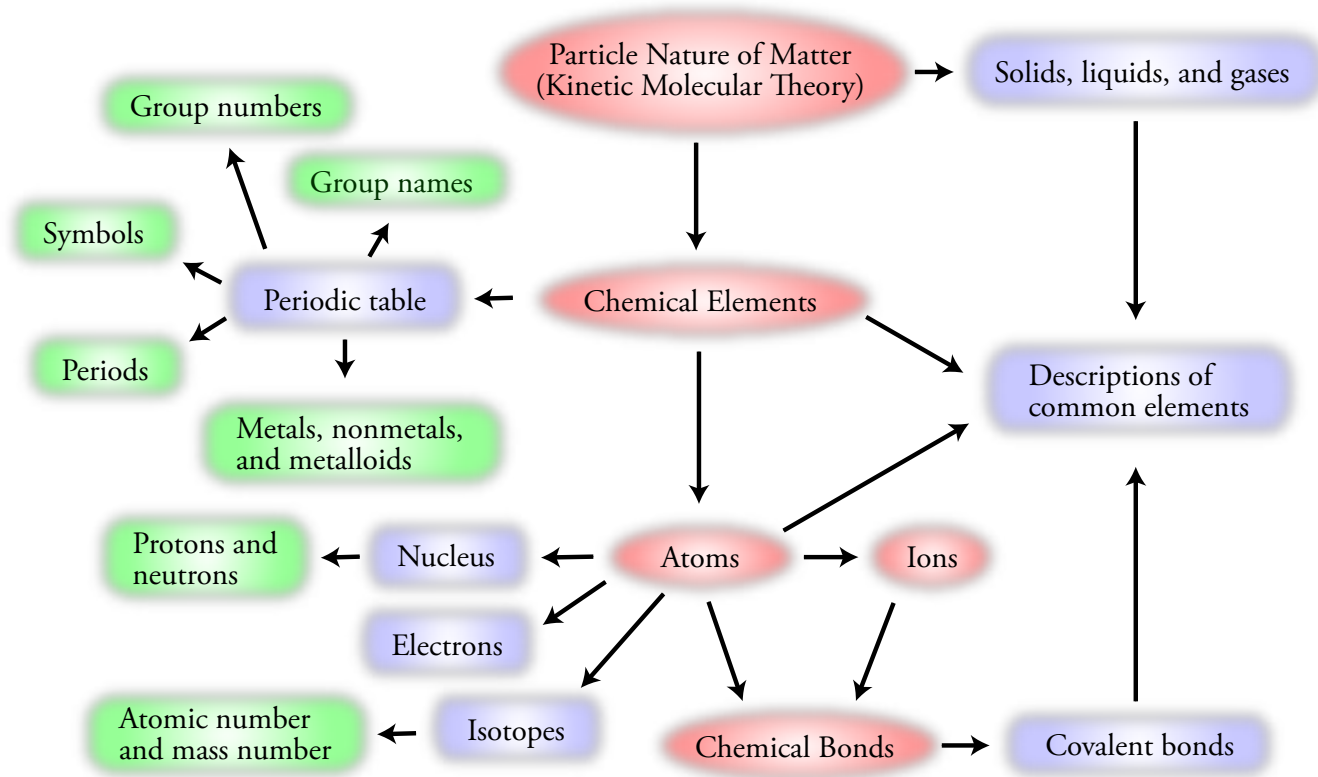 Particle Nature of Matter
(Kinetic Molecular Theory)
Solids, liquids, and gases
Group numbers
Group names
Symbols
Periodic table
Chemical Elements
Periods
Descriptions of
common elements
Metals, nonmetals,
and metalloids
Protons and
neutrons
Nucleus
Atoms
Ions
Electrons
Atomic number
and mass number
Isotopes
Chemical Bonds
Covalent bonds